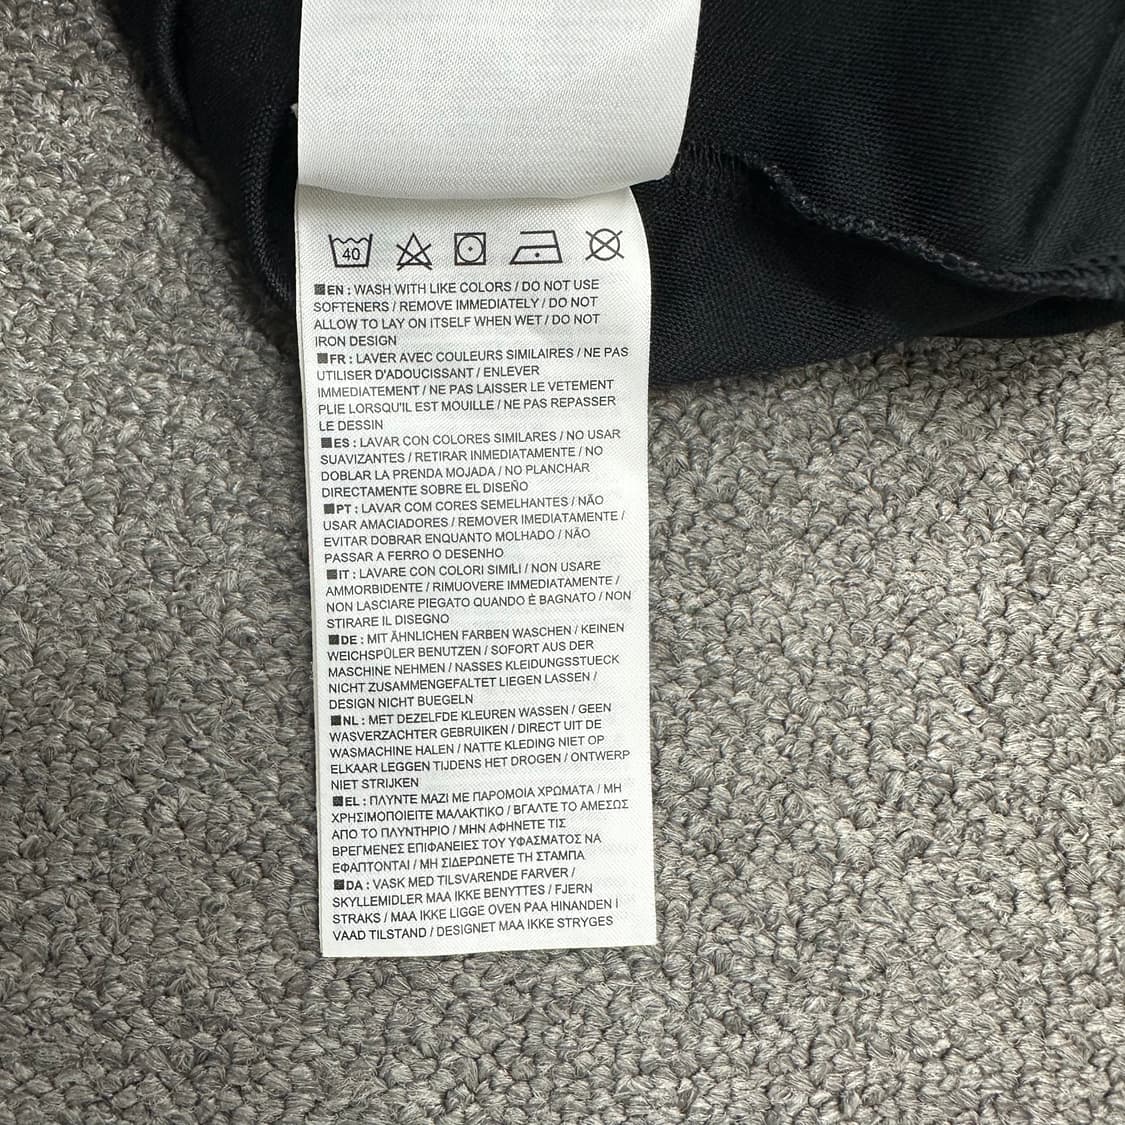 40
EN : WASH WITH LIKE COLORS / DO NOT USE
SOFTENERS / REMOVE IMMEDIATELY / DO NOT
ALLOW TO LAY ON ITSELF WHEN WET / DO NOT
IRON DESIGN
FR : LAVER AVEC COULEURS SIMILAIRES / NE PAS
UTILISER D'ADOUCISSANT / ENLEVER
IMMEDIATEMENT / NE PAS LAISSER LE VETEMENT
PLIE LORSQU'IL EST MOUILLE / NE PAS REPASSER
LE DESSIN
ES : LAVAR CON COLORES SIMILARES / NO USAR
SUAVIZANTES / RETIRAR INMEDIATAMENTE / NO
DOBLAR LA PRENDA MOJADA / NO PLANCHAR
DIRECTAMENTE SOBRE EL DISEÑO
PT : LAVAR COM CORES SEMELHANTES / NÃO
USAR AMACIADORES / REMOVER IMEDIATAMENTE /
EVITAR DOBRAR ENQUANTO MOLHADO / NÃO
PASSAR A FERRO O DESENHO
IT : LAVARE CON COLORI SIMILI / NON USARE
AMMORBIDENTE / RIMUOVERE IMMEDIATAMENTE /
NON LASCIARE PIEGATO QUANDO É BAGNATO / NON
STIRARE IL DISEGNO
DE : MIT ÄHNLICHEN FARBEN WASCHEN / KEINEN
WEICHSPÜLER BENUTZEN / SOFORT AUS DER
MASCHINE NEHMEN / NASSES KLEIDUNGSSTUECK
NICHT ZUSAMMENGEFALTET LIEGEN LASSEN /
DESIGN NICHT BUEGELN
NL : MET DEZELFDE KLEUREN WASSEN / GEEN
WASVERZACHTER GEBRUIKEN / DIRECT UIT DE
WASMACHINE HALEN / NATTE KLEDING NIET OP
ELKAAR LEGGEN TIJDENS HET DROGEN / ONTWERP
NIET STRIJKEN
EL : ΠΛΥΝΤΕ ΜΑΖΙ ΜΕ ΠΑΡΟΜΟΙΑ ΧΡΩΜΑΤΑ / ΜΗ
ΧΡΗΣΙΜΟΠΟΙΕΙΤΕ ΜΑΛΑΚΤΙΚΟ / ΒΓΑΛΤΕ ΤΟ ΑΜΕΣΩΣ
ΑΠΟ ΤΟ ΠΛΥΝΤΗΡΙΟ / ΜΗΝ ΑΦΗΝΕΤΕ ΤΙΣ
ΒΡΕΓΜΕΝΕΣ ΕΠΙΦΑΝΕΙΕΣ ΤΟΥ ΥΦΑΣΜΑΤΟΣ ΝΑ
ΕΦΑΠΤΟΝΤΑΙ / ΜΗ ΣΙΔΕΡΩΝΕΤΕ ΤΗ ΣΤΑΜΠΑ
DA : VASK MED TILSVARENDE FARVER /
SKYLLEMIDLER MAA IKKE BENYTTES / FJERN
STRAKS / MAA IKKE LIGGE OVEN PAA HINANDEN I
VAAD TILSTAND / DESIGNET MAA IKKE STRYGES